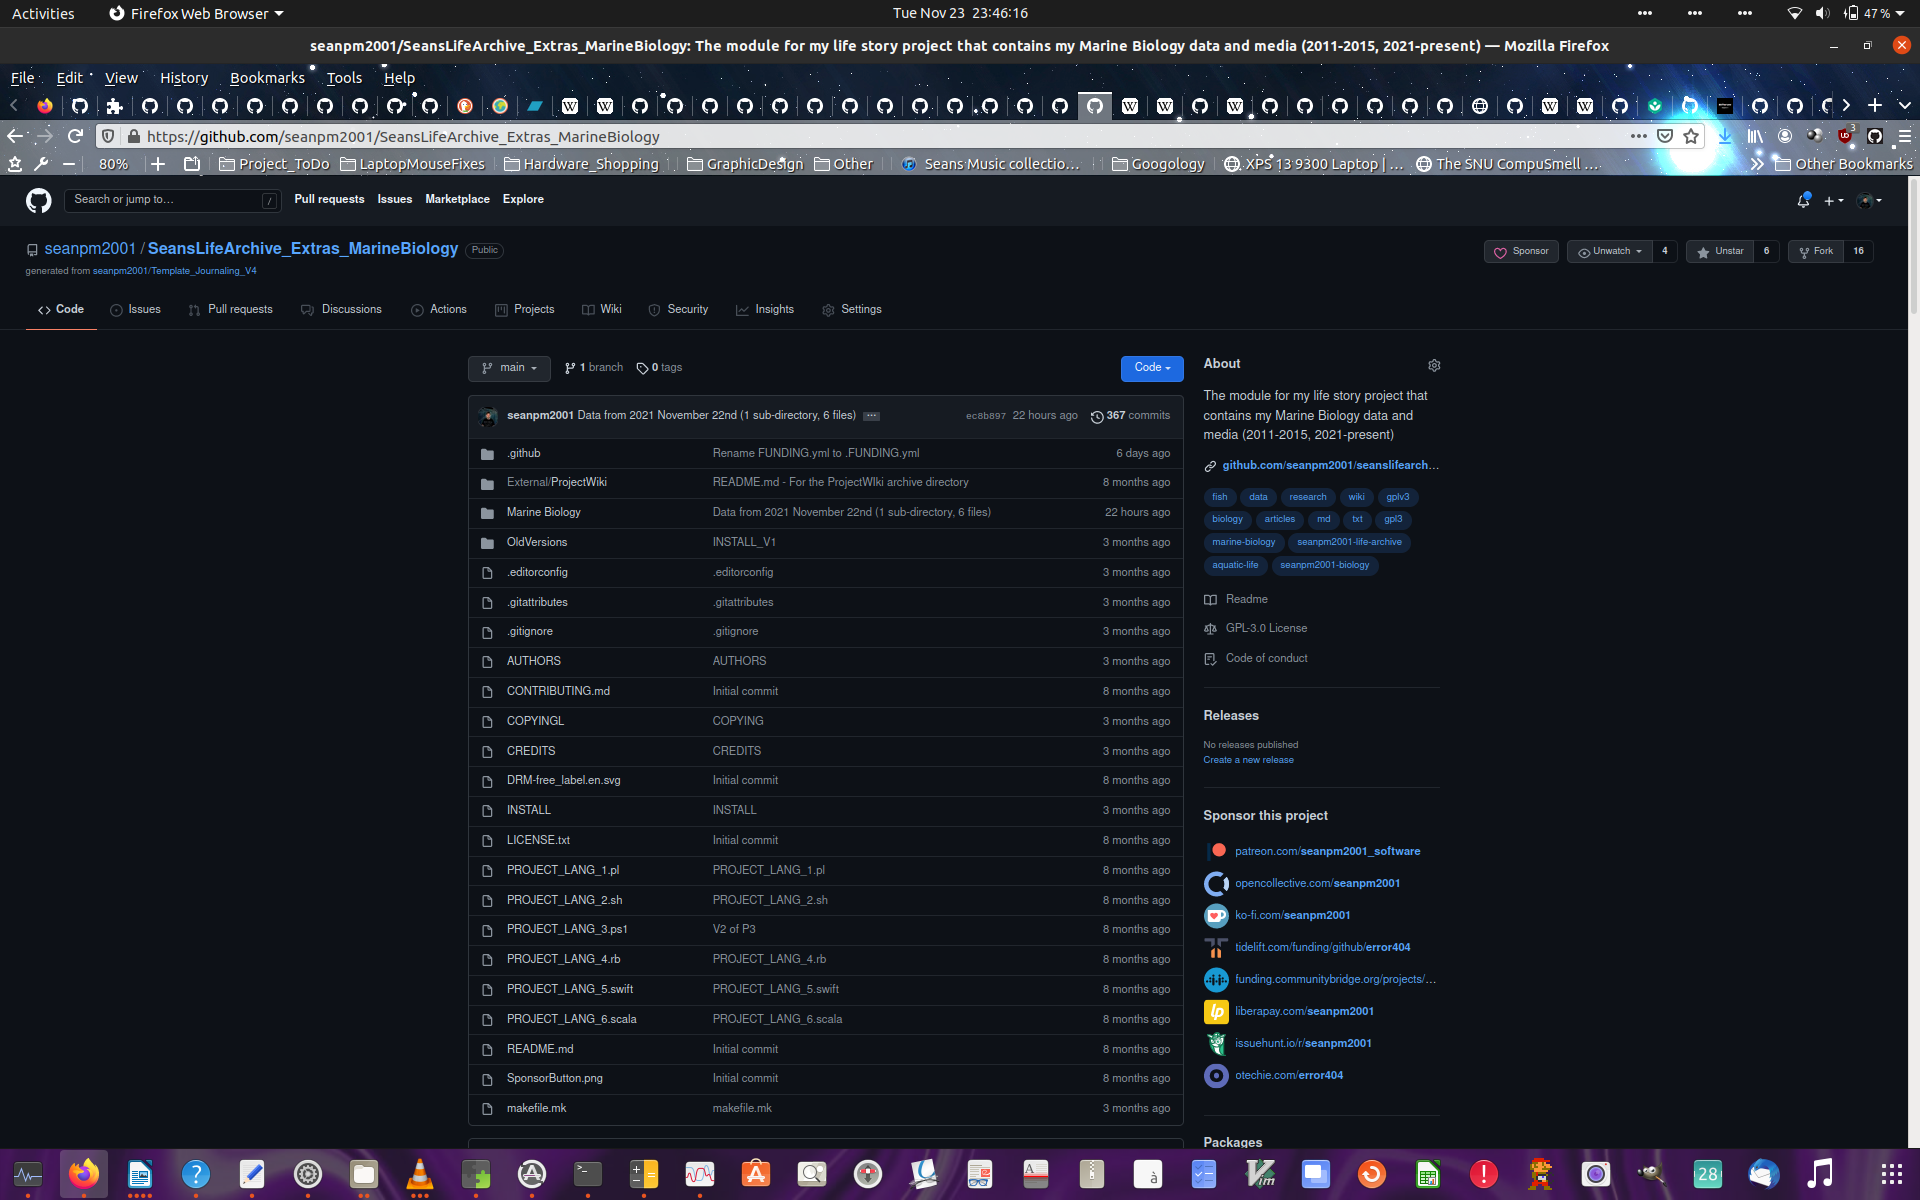 Activities
Firefox Web Browser
Tue Nov 23  23:46:16
47 %
seanpm2001/SeansLifeArchive_Extras_MarineBiology: The module for my life story project that contains my Marine Biology data and media (2011-2015, 2021-present) — Mozilla Firefox
File Edit View History Bookmarks Tools Help
https://github.com/seanpm2001/SeansLifeArchive_Extras_MarineBiology
3
80%
Project_ToDo
LaptopMouseFixes
Hardware_Shopping
GraphicDesign
Other
Seans Music collectio…
Googology
XPS 13 9300 Laptop | …
The SNU CompuSmell …
Other Bookmarks
Search or jump to…
/
Pull requests
Issues
Marketplace
Explore
seanpm2001 / SeansLifeArchive_Extras_MarineBiology
Public
generated from seanpm2001/Template_Journaling_V4
Sponsor
Unwatch 4
Unstar 6
Fork 16
Code
Issues
Pull requests
Discussions
Actions
Projects
Wiki
Security
Insights
Settings
main
1 branch
0 tags
Code
seanpm2001 Data from 2021 November 22nd (1 sub-directory, 6 files) ec8b897 22 hours ago 367 commits
.github Rename FUNDING.yml to .FUNDING.yml 6 days ago
External/ProjectWiki README.md - For the ProjectWIki archive directory 8 months ago
Marine Biology Data from 2021 November 22nd (1 sub-directory, 6 files) 22 hours ago
OldVersions INSTALL_V1 3 months ago
.editorconfig .editorconfig 3 months ago
.gitattributes .gitattributes 3 months ago
.gitignore .gitignore 3 months ago
AUTHORS AUTHORS 3 months ago
CONTRIBUTING.md Initial commit 8 months ago
COPYINGL COPYING 3 months ago
CREDITS CREDITS 3 months ago
DRM-free_label.en.svg Initial commit 8 months ago
INSTALL INSTALL 3 months ago
LICENSE.txt Initial commit 8 months ago
PROJECT_LANG_1.pl PROJECT_LANG_1.pl 8 months ago
PROJECT_LANG_2.sh PROJECT_LANG_2.sh 8 months ago
PROJECT_LANG_3.ps1 V2 of P3 8 months ago
PROJECT_LANG_4.rb PROJECT_LANG_4.rb 8 months ago
PROJECT_LANG_5.swift PROJECT_LANG_5.swift 8 months ago
PROJECT_LANG_6.scala PROJECT_LANG_6.scala 8 months ago
README.md Initial commit 8 months ago
SponsorButton.png Initial commit 8 months ago
makefile.mk makefile.mk 3 months ago
About
The module for my life story project that
contains my Marine Biology data and
media (2011-2015, 2021-present)
github.com/seanpm2001/seanslifearch…
fish data research wiki gplv3
biology articles md txt gpl3
marine-biology seanpm2001-life-archive
aquatic-life seanpm2001-biology
Readme
GPL-3.0 License
Code of conduct
Releases
No releases published
Create a new release
Sponsor this project
patreon.com/seanpm2001_software
opencollective.com/seanpm2001
ko-fi.com/seanpm2001
tidelift.com/funding/github/error404
funding.communitybridge.org/projects/…
liberapay.com/seanpm2001
issuehunt.io/r/seanpm2001
otechie.com/error404
Packages
28